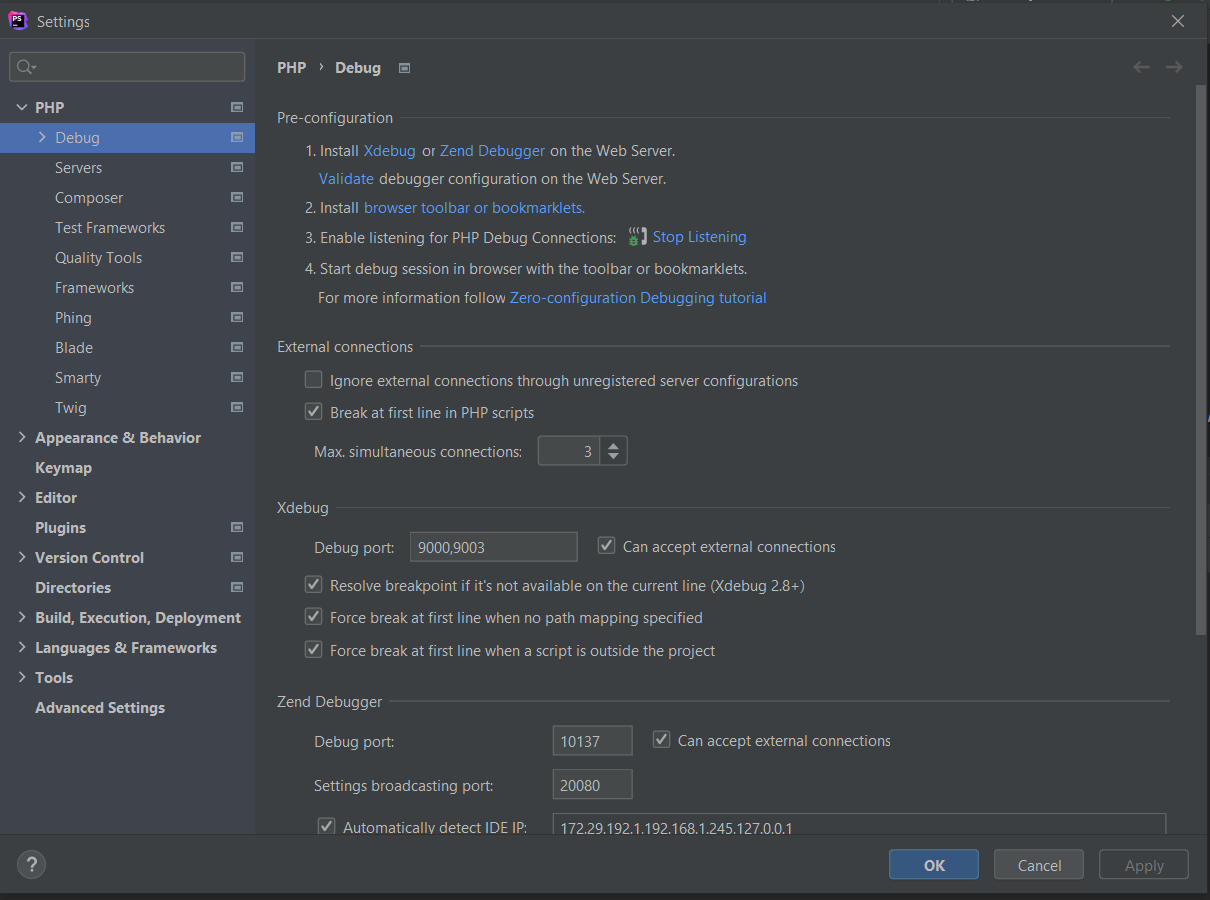 PS Settings
PHP
Debug
Servers
Composer
Test Frameworks
Quality Tools
Frameworks
Phing
Blade
Smarty
Twig
Appearance & Behavior
Keymap
Editor
Plugins
Version Control
Directories
Build, Execution, Deployment
Languages & Frameworks
Tools
Advanced Settings
PHP › Debug
Pre-configuration
1. Install Xdebug or Zend Debugger on the Web Server.
Validate debugger configuration on the Web Server.
2. Install browser toolbar or bookmarklets.
3. Enable listening for PHP Debug Connections: Stop Listening
4. Start debug session in browser with the toolbar or bookmarklets.
For more information follow Zero-configuration Debugging tutorial
External connections
Ignore external connections through unregistered server configurations
Break at first line in PHP scripts
Max. simultaneous connections: 3
Xdebug
Debug port: 9000,9003 Can accept external connections
Resolve breakpoint if it's not available on the current line (Xdebug 2.8+)
Force break at first line when no path mapping specified
Force break at first line when a script is outside the project
Zend Debugger
Debug port: 10137 Can accept external connections
Settings broadcasting port: 20080
Automatically detect IDE IP: 172.29.192.1,192.168.1.245,127.0.0.1
? OK Cancel Apply